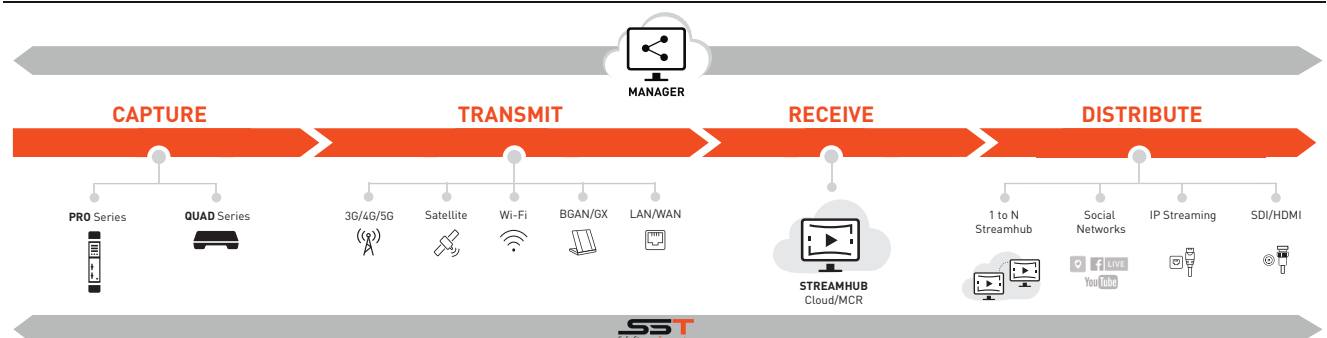 MANAGER
CAPTURE
TRANSMIT
RECEIVE
DISTRIBUTE
PRO Series
QUAD Series
3G/4G/5G
Satellite
Wi-Fi
BGAN/GX
LAN/WAN
STREAMHUB
Cloud/MCR
1 to N
Streamhub
Social
Networks
f LIVE
YouTube
IP Streaming
SDI/HDMI
SST